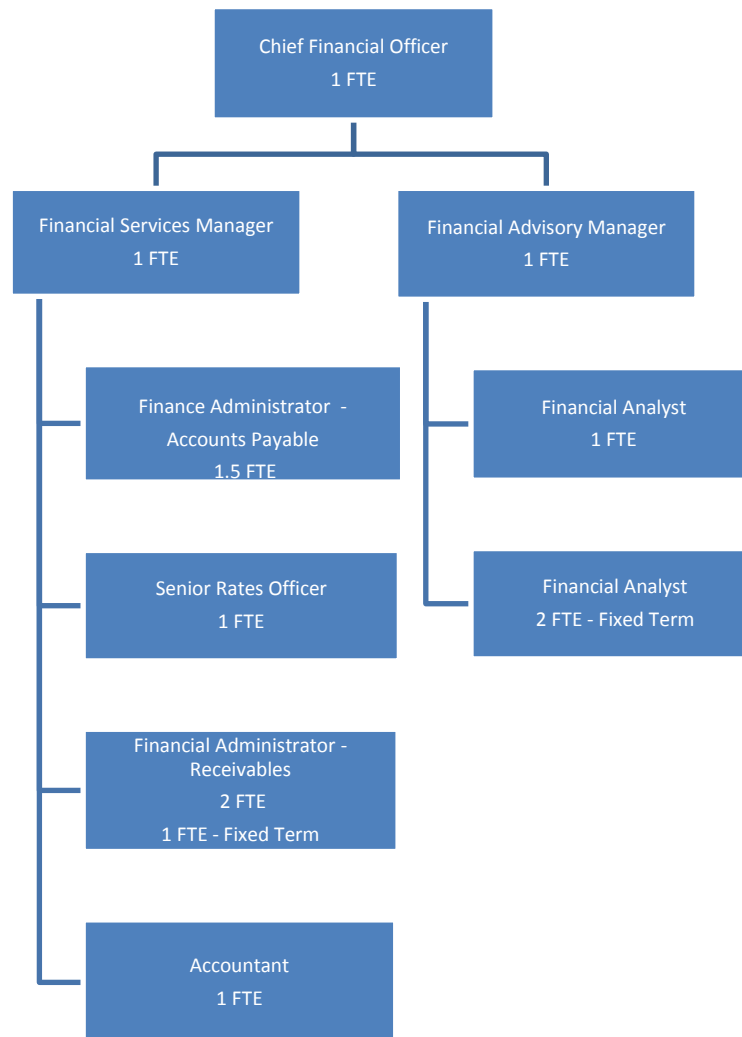 Chief Financial Officer
1 FTE
Financial Services Manager
1 FTE
Financial Advisory Manager
1 FTE
Finance Administrator -
Accounts Payable
1.5 FTE
Senior Rates Officer
1 FTE
Financial Administrator -
Receivables
2 FTE
1 FTE - Fixed Term
Accountant
1 FTE
Financial Analyst
1 FTE
Financial Analyst
2 FTE - Fixed Term